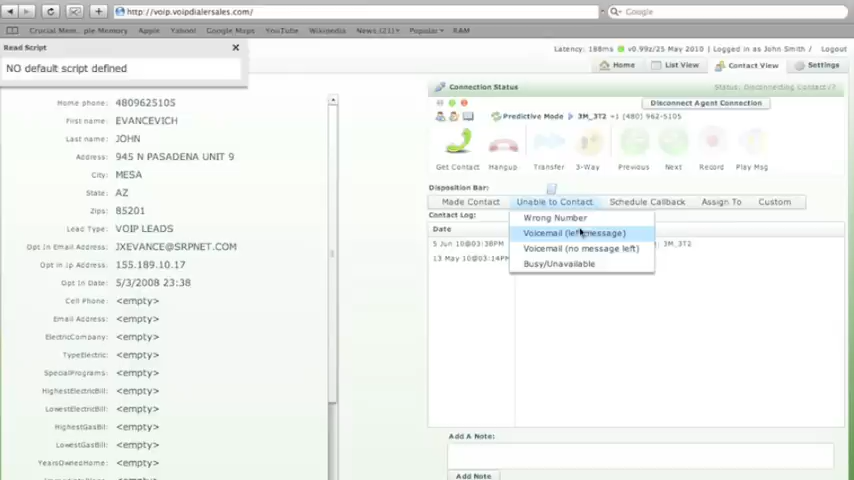 http://voip.voipdialersales.com/
Google
Crucial Mem...ple Memory Apple Yahoo! Google Maps YouTube Wikipedia News (21) Popular RAM
Read Script
NO default script defined
Latency: 188ms v0.99z/25 May 2010 | Logged in as John Smith / Logout
Home List View Contact View Settings
Home phone: 4809625105
First name: EVANCEVICH
Last name: JOHN
Address: 945 N PASADENA UNIT 9
City: MESA
State: AZ
Zips: 85201
Lead From: VOIP LEADS
Opt In Email: JXEVANCE@SRPNET.COM
Opt in ip Address: 155.189.10.17
Opt In Date: 5/3/2008 23:38
Cell Phone: <empty>
Email Address: <empty>
ElectricCompany: <empty>
TypeElectric: <empty>
SpecialPrograms: <empty>
HighestElectricBill: <empty>
LowestElectricBill: <empty>
HighestGasBill: <empty>
LowestGasBill: <empty>
YearsOwnedHome: <empty>
<empty>
Connection Status
Status: Disconnecting Contact
Disconnect Agent Connection
Predictive Mode 3M_3T2 +1 (480) 962-5105
Get Contact Hangup Transfer 3-Way Previous Next Record Play Msg
Disposition Bar:
Made Contact Unable to Contact Schedule Callback Assign To Custom
Wrong Number
Voicemail (left message)
Voicemail (no message left)
Busy/Unavailable
Contact Log:
Date
5 Jun 10@03:38PM : 3M_3T2
13 May 10@03:14PM
Add A Note:
Add Note